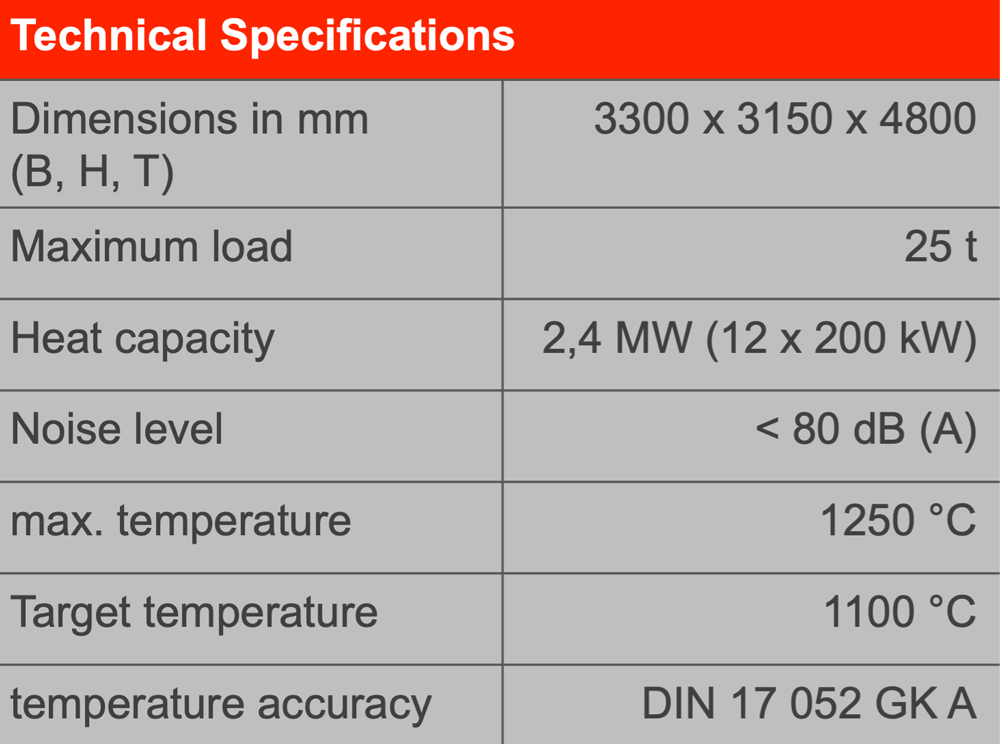 Technical Specifications
Dimensions in mm 3300 x 3150 x 4800
(B, H, T)
Maximum load 25 t
Heat capacity 2,4 MW (12 x 200 kW)
Noise level < 80 dB (A)
max. temperature 1250 °C
Target temperature 1100 °C
temperature accuracy DIN 17 052 GK A